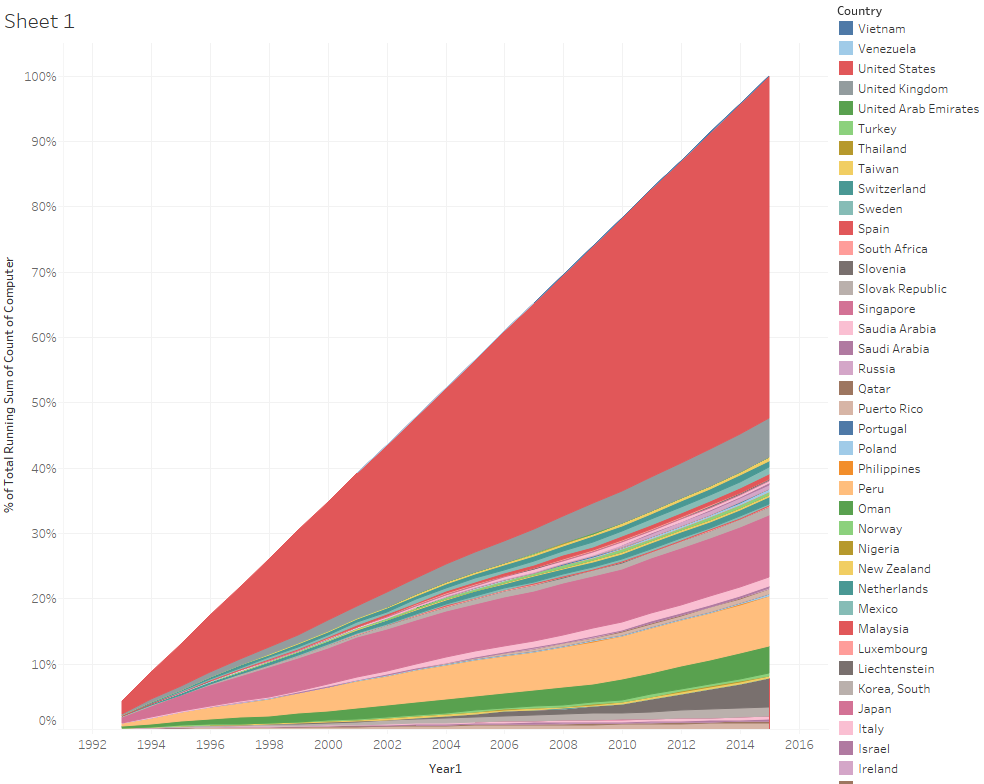 Sheet 1
% of Total Running Sum of Count of Computer
100%
90%
80%
70%
60%
50%
40%
30%
20%
10%
0%
1992 1994 1996 1998 2000 2002 2004 2006 2008 2010 2012 2014 2016
Year1
Country
Vietnam
Venezuela
United States
United Kingdom
United Arab Emirates
Turkey
Thailand
Taiwan
Switzerland
Sweden
Spain
South Africa
Slovenia
Slovak Republic
Singapore
Saudia Arabia
Saudi Arabia
Russia
Qatar
Puerto Rico
Portugal
Poland
Philippines
Peru
Oman
Norway
Nigeria
New Zealand
Netherlands
Mexico
Malaysia
Luxembourg
Liechtenstein
Korea, South
Japan
Italy
Israel
Ireland